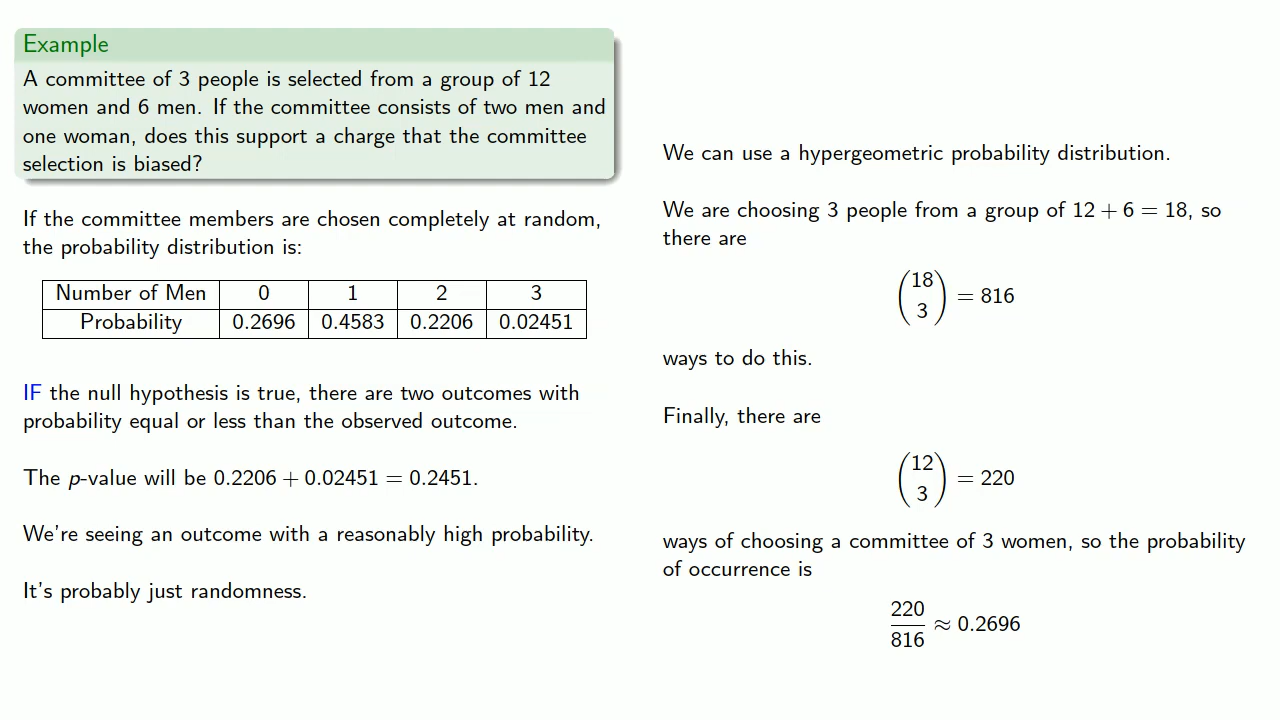 Example
A committee of 3 people is selected from a group of 12
women and 6 men. If the committee consists of two men and
one woman, does this support a charge that the committee
selection is biased?
If the committee members are chosen completely at random,
the probability distribution is:
Number of Men 0 1 2 3
Probability 0.2696 0.4583 0.2206 0.02451
IF the null hypothesis is true, there are two outcomes with
probability equal or less than the observed outcome.
The p-value will be 0.2206 + 0.02451 = 0.2451.
We're seeing an outcome with a reasonably high probability.
It's probably just randomness.
We can use a hypergeometric probability distribution.
We are choosing 3 people from a group of 12 + 6 = 18, so
there are
(18 3) = 816
ways to do this.
Finally, there are
(12 3) = 220
ways of choosing a committee of 3 women, so the probability
of occurrence is
220/816 ≈ 0.2696